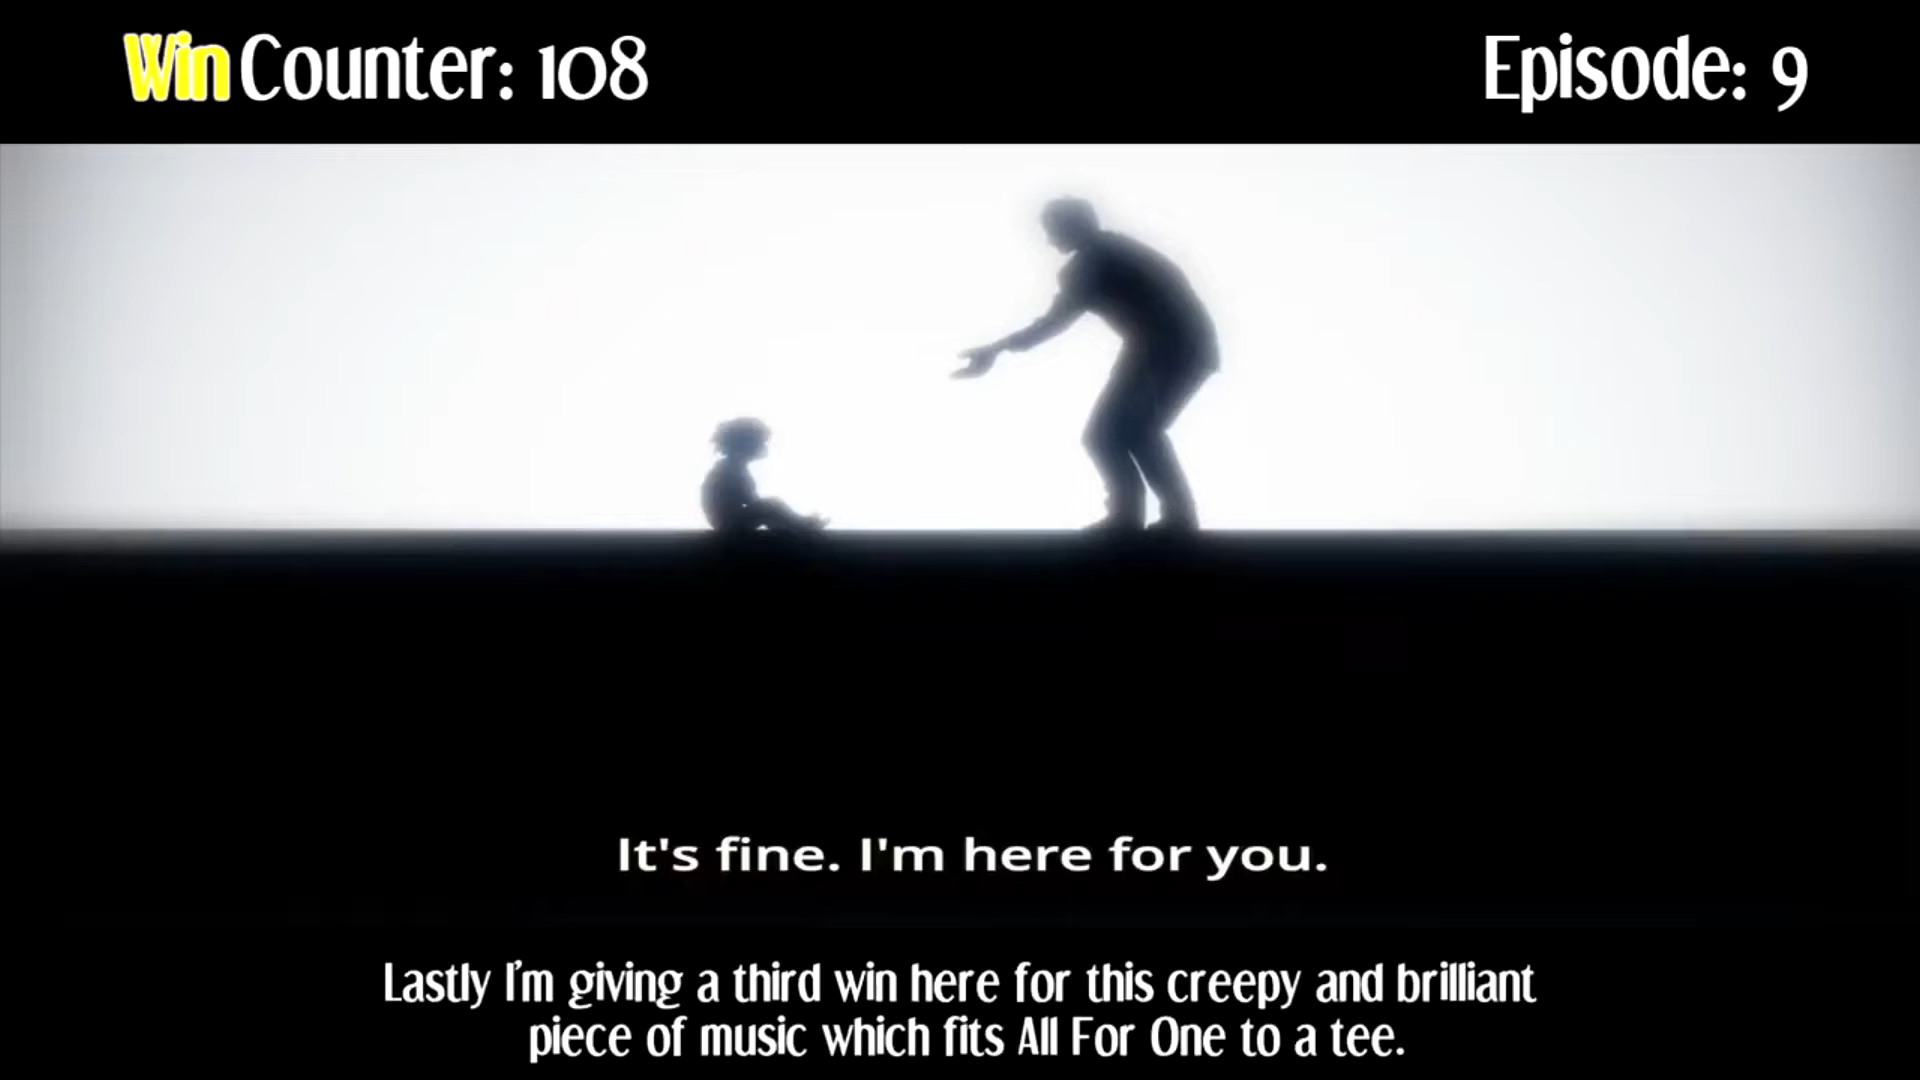 Win Counter: 108
Episode: 9
It's fine. I'm here for you.
Lastly I'm giving a third win here for this creepy and brilliant
piece of music which fits All For One to a tee.